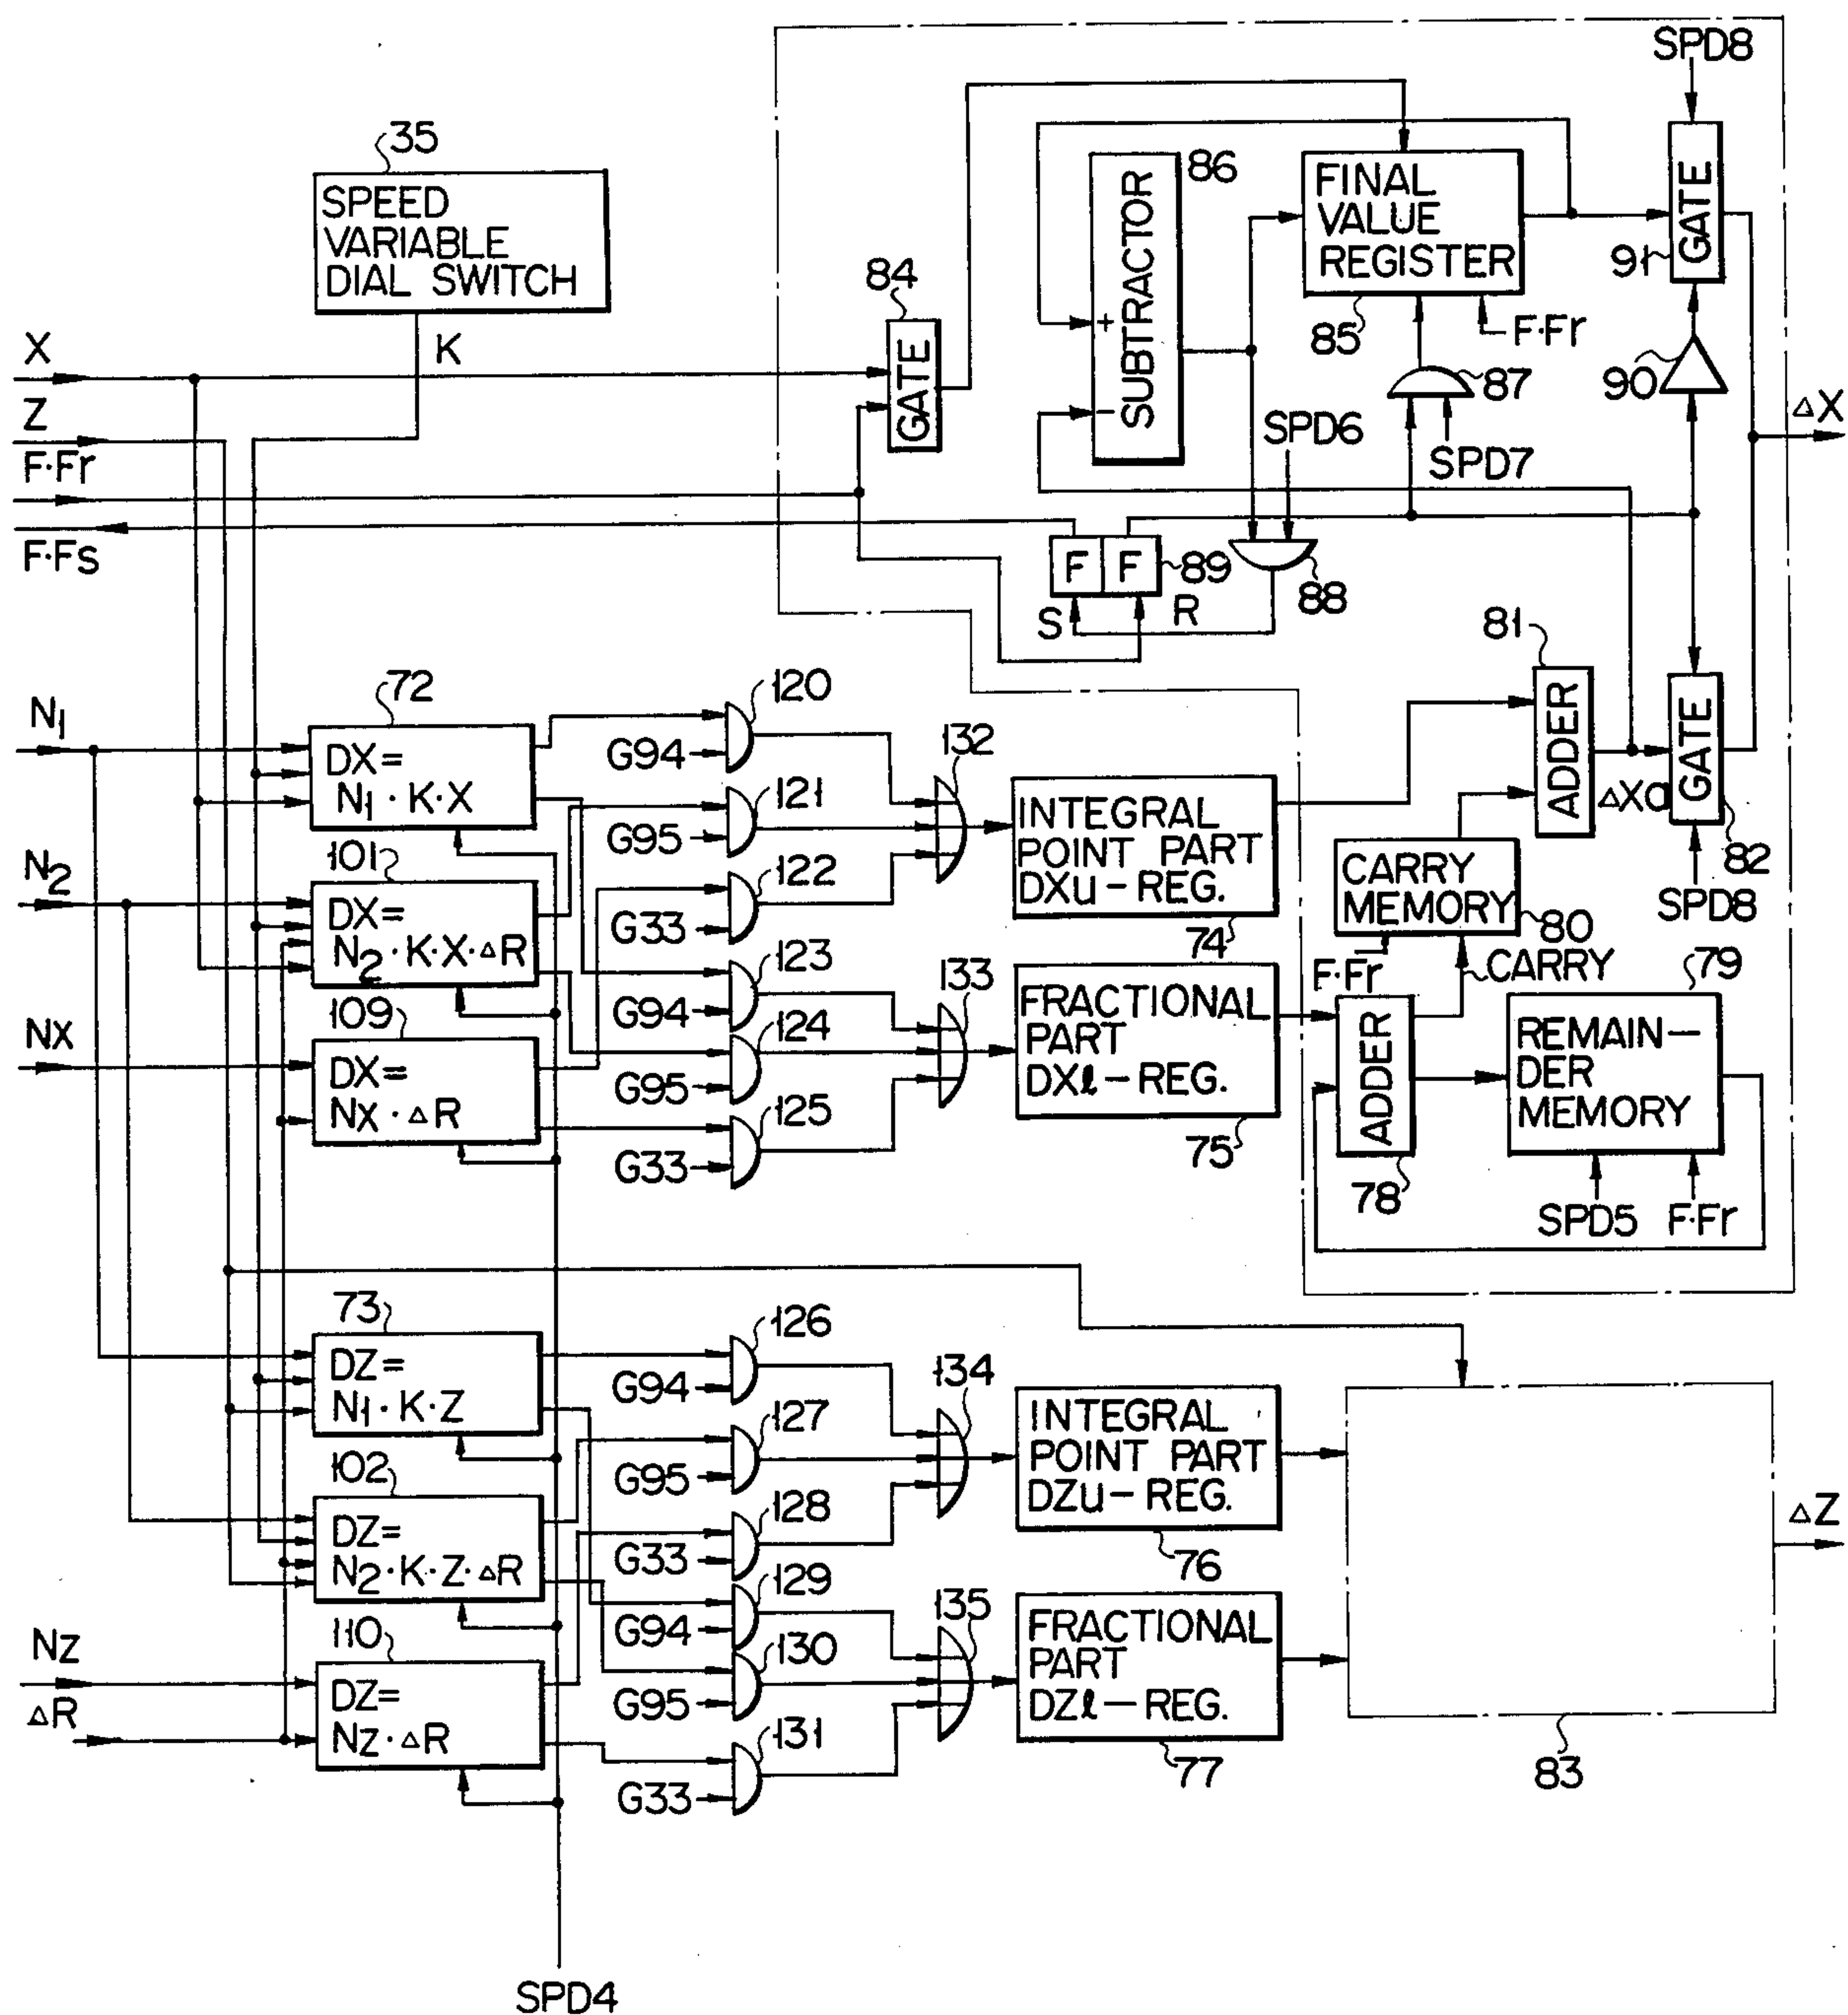 SPD8
35
SPEED
VARIABLE
DIAL SWITCH
K
86
SUBTRACTOR
+
−
FINAL
VALUE
REGISTER
85
F·Fr
GATE
91
84
GATE
87
90
X
Z
F·Fr
F·Fs
SPD6
SPD7
ΔX
F F
89
88
S
R
81
ADDER
ΔXa
GATE
82
SPD8
N1
72
DX=
N1·K·X
120
G94
121
G95
122
G33
132
INTEGRAL
POINT PART
DXu-REG.
74
CARRY
MEMORY
80
F·Fr
CARRY
N2
101
DX=
N2·K·X·ΔR
123
G94
124
G95
125
G33
133
FRACTIONAL
PART
DXl-REG.
75
ADDER
78
79
REMAIN-
DER
MEMORY
SPD5
F·Fr
NX
109
DX=
NX·ΔR
73
DZ=
N1·K·Z
126
G94
127
G95
128
G33
134
INTEGRAL
POINT PART
DZu-REG.
76
ΔZ
102
DZ=
N2·K·Z·ΔR
129
G94
130
G95
131
G33
135
FRACTIONAL
PART
DZl-REG.
77
83
NZ
ΔR
110
DZ=
NZ·ΔR
SPD4